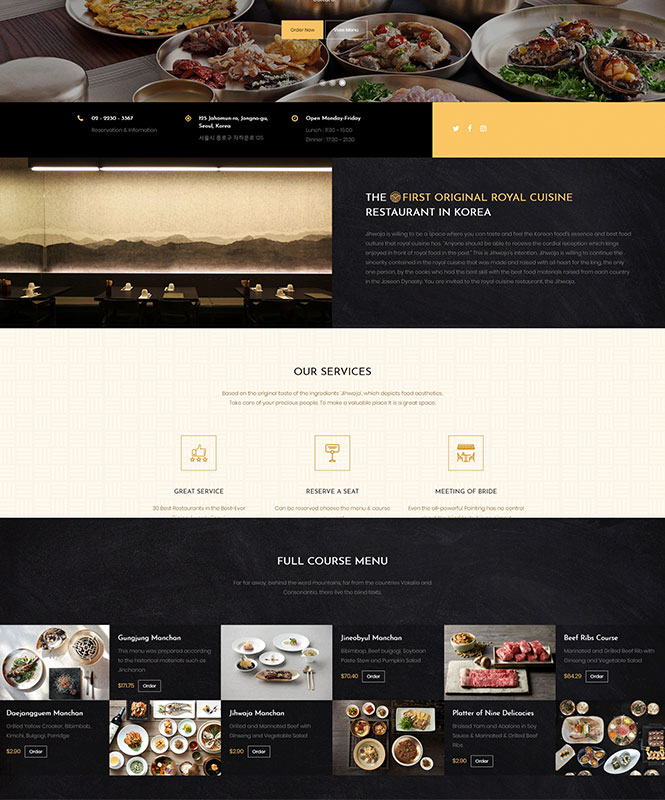 Order Now
View Menu
02 - 2230 - 3367
Reservation & Information
125 Jahamun-ro, Jongno-gu,
Seoul, Korea
서울시 종로구 자하문로 125
Open Monday-Friday
Lunch : 11:30 - 15:00
Dinner : 17:30 - 21:30
THE FIRST ORIGINAL ROYAL CUISINE
RESTAURANT IN KOREA
Jihwaja is willing to be a space where you can taste and feel the Korean food's essence and best food
culture that royal cuisine has. "Anyone should be able to receive the cordial reception which kings
enjoyed in front of royal food in the past." This is Jihwaja's intention. Jihwaja is willing to continue the
sincerity contained in the royal cuisine that was made and raised with all heart for the king, the only
one person, by the cooks who had the best skill with the best food materials raised from each country
in the Joseon Dynasty. You are invited to the royal cuisine restaurant, the Jihwaja.
OUR SERVICES
Based on the original taste of the ingredients 'Jihwaja', which depicts food aesthetics.
Take care of your precious people. To make a valuable place it is a great space.
GREAT SERVICE
RESERVE A SEAT
MEETING OF BRIDE
30 Best Restaurants in the Best-Ever
Can be reserved choose the menu & course
Even the all-powerful Pointing has no control
FULL COURSE MENU
Far far away, behind the word mountains, far from the countries Vokalia and
Consonantia, there live the blind texts.
Gungjung Manchan
This menu was prepared according
to the historical materials such as
Jinchanon
$171.75 Order
Jineobyul Manchan
Bibimbap, Beef bulgogi, Soybean
Paste Stew and Pumpkin Salad
$70.40 Order
Beef Ribs Course
Marinated and Grilled Beef Rib with
Ginseng and Vegetable Salad
$64.29 Order
Daejongguem Manchan
Grilled Yellow Croaker, Bibimbab,
Kimchi, Bulgogi, Porridge
$2.90 Order
Jihwaja Manchan
Grilled and Marinated Beef with
Ginseng and Vegetable Salad
$2.90 Order
Platter of Nine Delicacies
Braised Yam and Abalone in Soy
Sauce & Marinated & Grilled Beef
Ribs
$2.90 Order